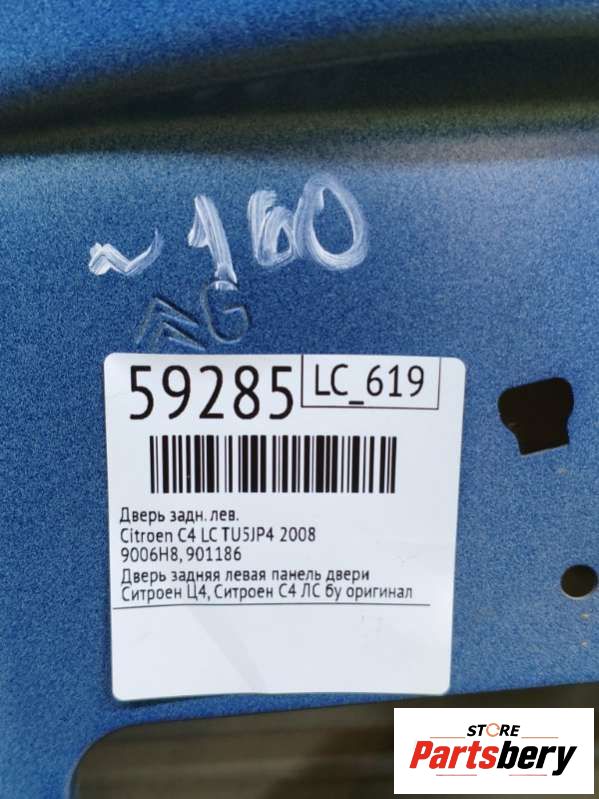 ~160
G
59285
LC_619
Дверь задн. лев.
Citroen C4 LC TU5JP4 2008
9006H8, 901186
Дверь задняя левая панель двери
Ситроен Ц4, Ситроен С4 ЛС бу оригинал
STORE
Partsbery